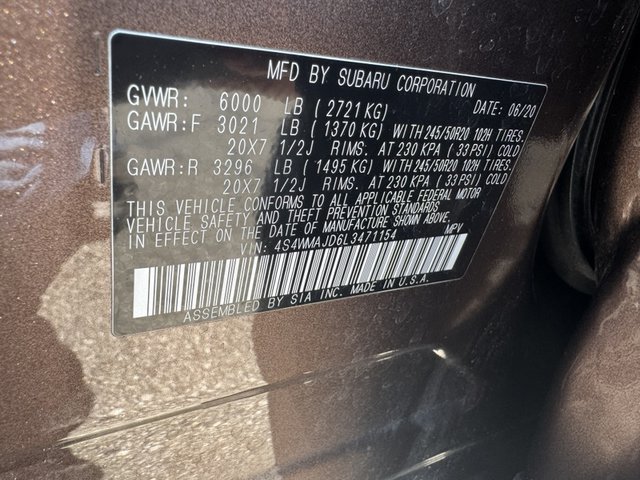 MFD BY SUBARU CORPORATION
GVWR: 6000 LB (2721 KG) DATE: 06/20
GAWR:F 3021 LB (1370 KG) WITH 245/50R20 102H TIRES.
20X7 1/2J RIMS. AT 230 KPA (33 PSI) COLD
GAWR:R 3296 LB (1495 KG) WITH 245/50R20 102H TIRES.
20X7 1/2J RIMS. AT 230 KPA (33 PSI) COLD
THIS VEHICLE CONFORMS TO ALL APPLICABLE FEDERAL MOTOR
VEHICLE SAFETY AND THEFT PREVENTION STANDARDS
IN EFFECT ON THE DATE OF MANUFACTURE SHOWN ABOVE.
VIN: 4S4WMAJD6L3471154 MPV
ASSEMBLED BY SIA INC. MADE IN U.S.A.